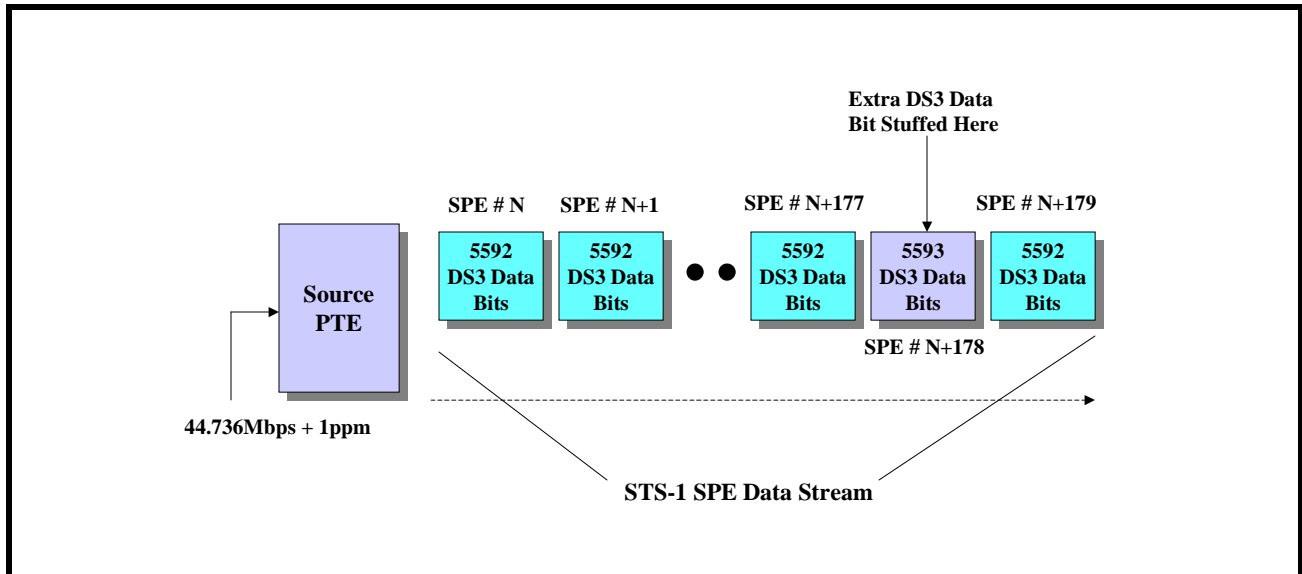 Extra DS3 Data
Bit Stuffed Here
SPE # N
SPE # N+1
SPE # N+177
SPE # N+179
Source
PTE
5592
DS3 Data
Bits
5592
DS3 Data
Bits
5592
DS3 Data
Bits
5593
DS3 Data
Bits
5592
DS3 Data
Bits
SPE # N+178
44.736Mbps + 1ppm
STS-1 SPE Data Stream